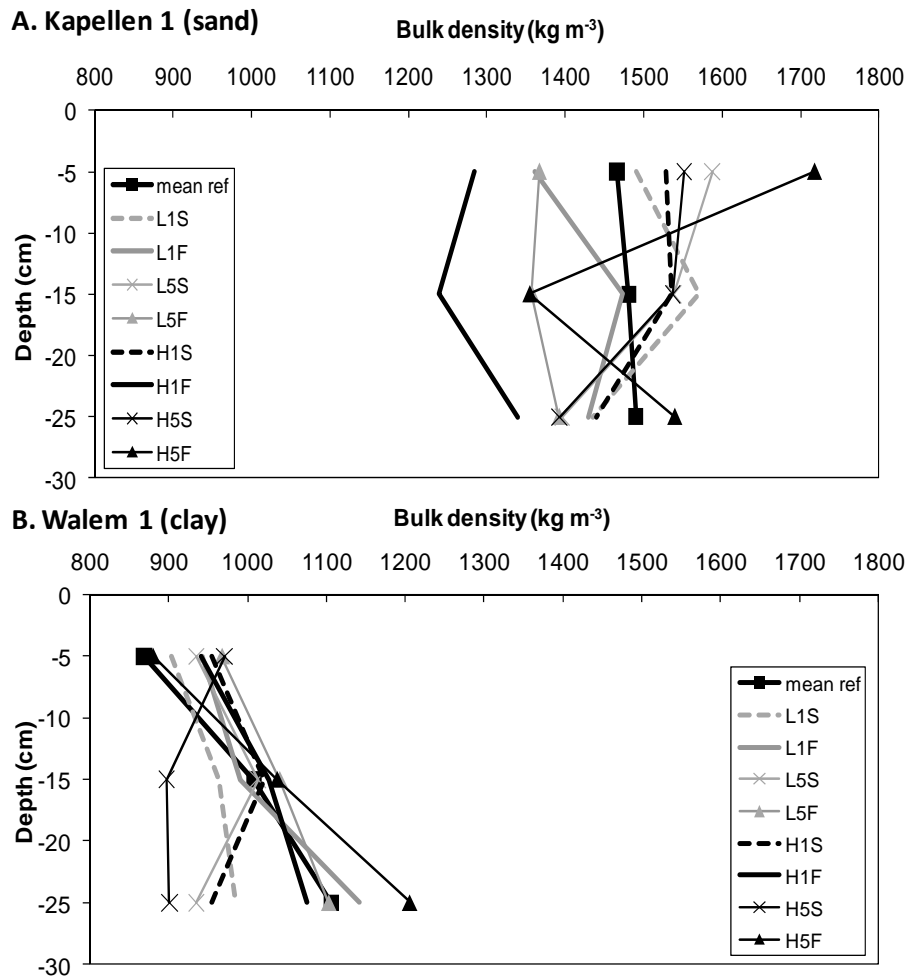 A. Kapellen 1 (sand)
Bulk density (kg m-3)
800 900 1000 1100 1200 1300 1400 1500 1600 1700 1800
0
-5
-10
-15
-20
-25
-30
Depth (cm)
mean ref
L1S
L1F
L5S
L5F
H1S
H1F
H5S
H5F
B. Walem 1 (clay)
Bulk density (kg m-3)
800 900 1000 1100 1200 1300 1400 1500 1600 1700 1800
0
-5
-10
-15
-20
-25
-30
Depth (cm)
mean ref
L1S
L1F
L5S
L5F
H1S
H1F
H5S
H5F